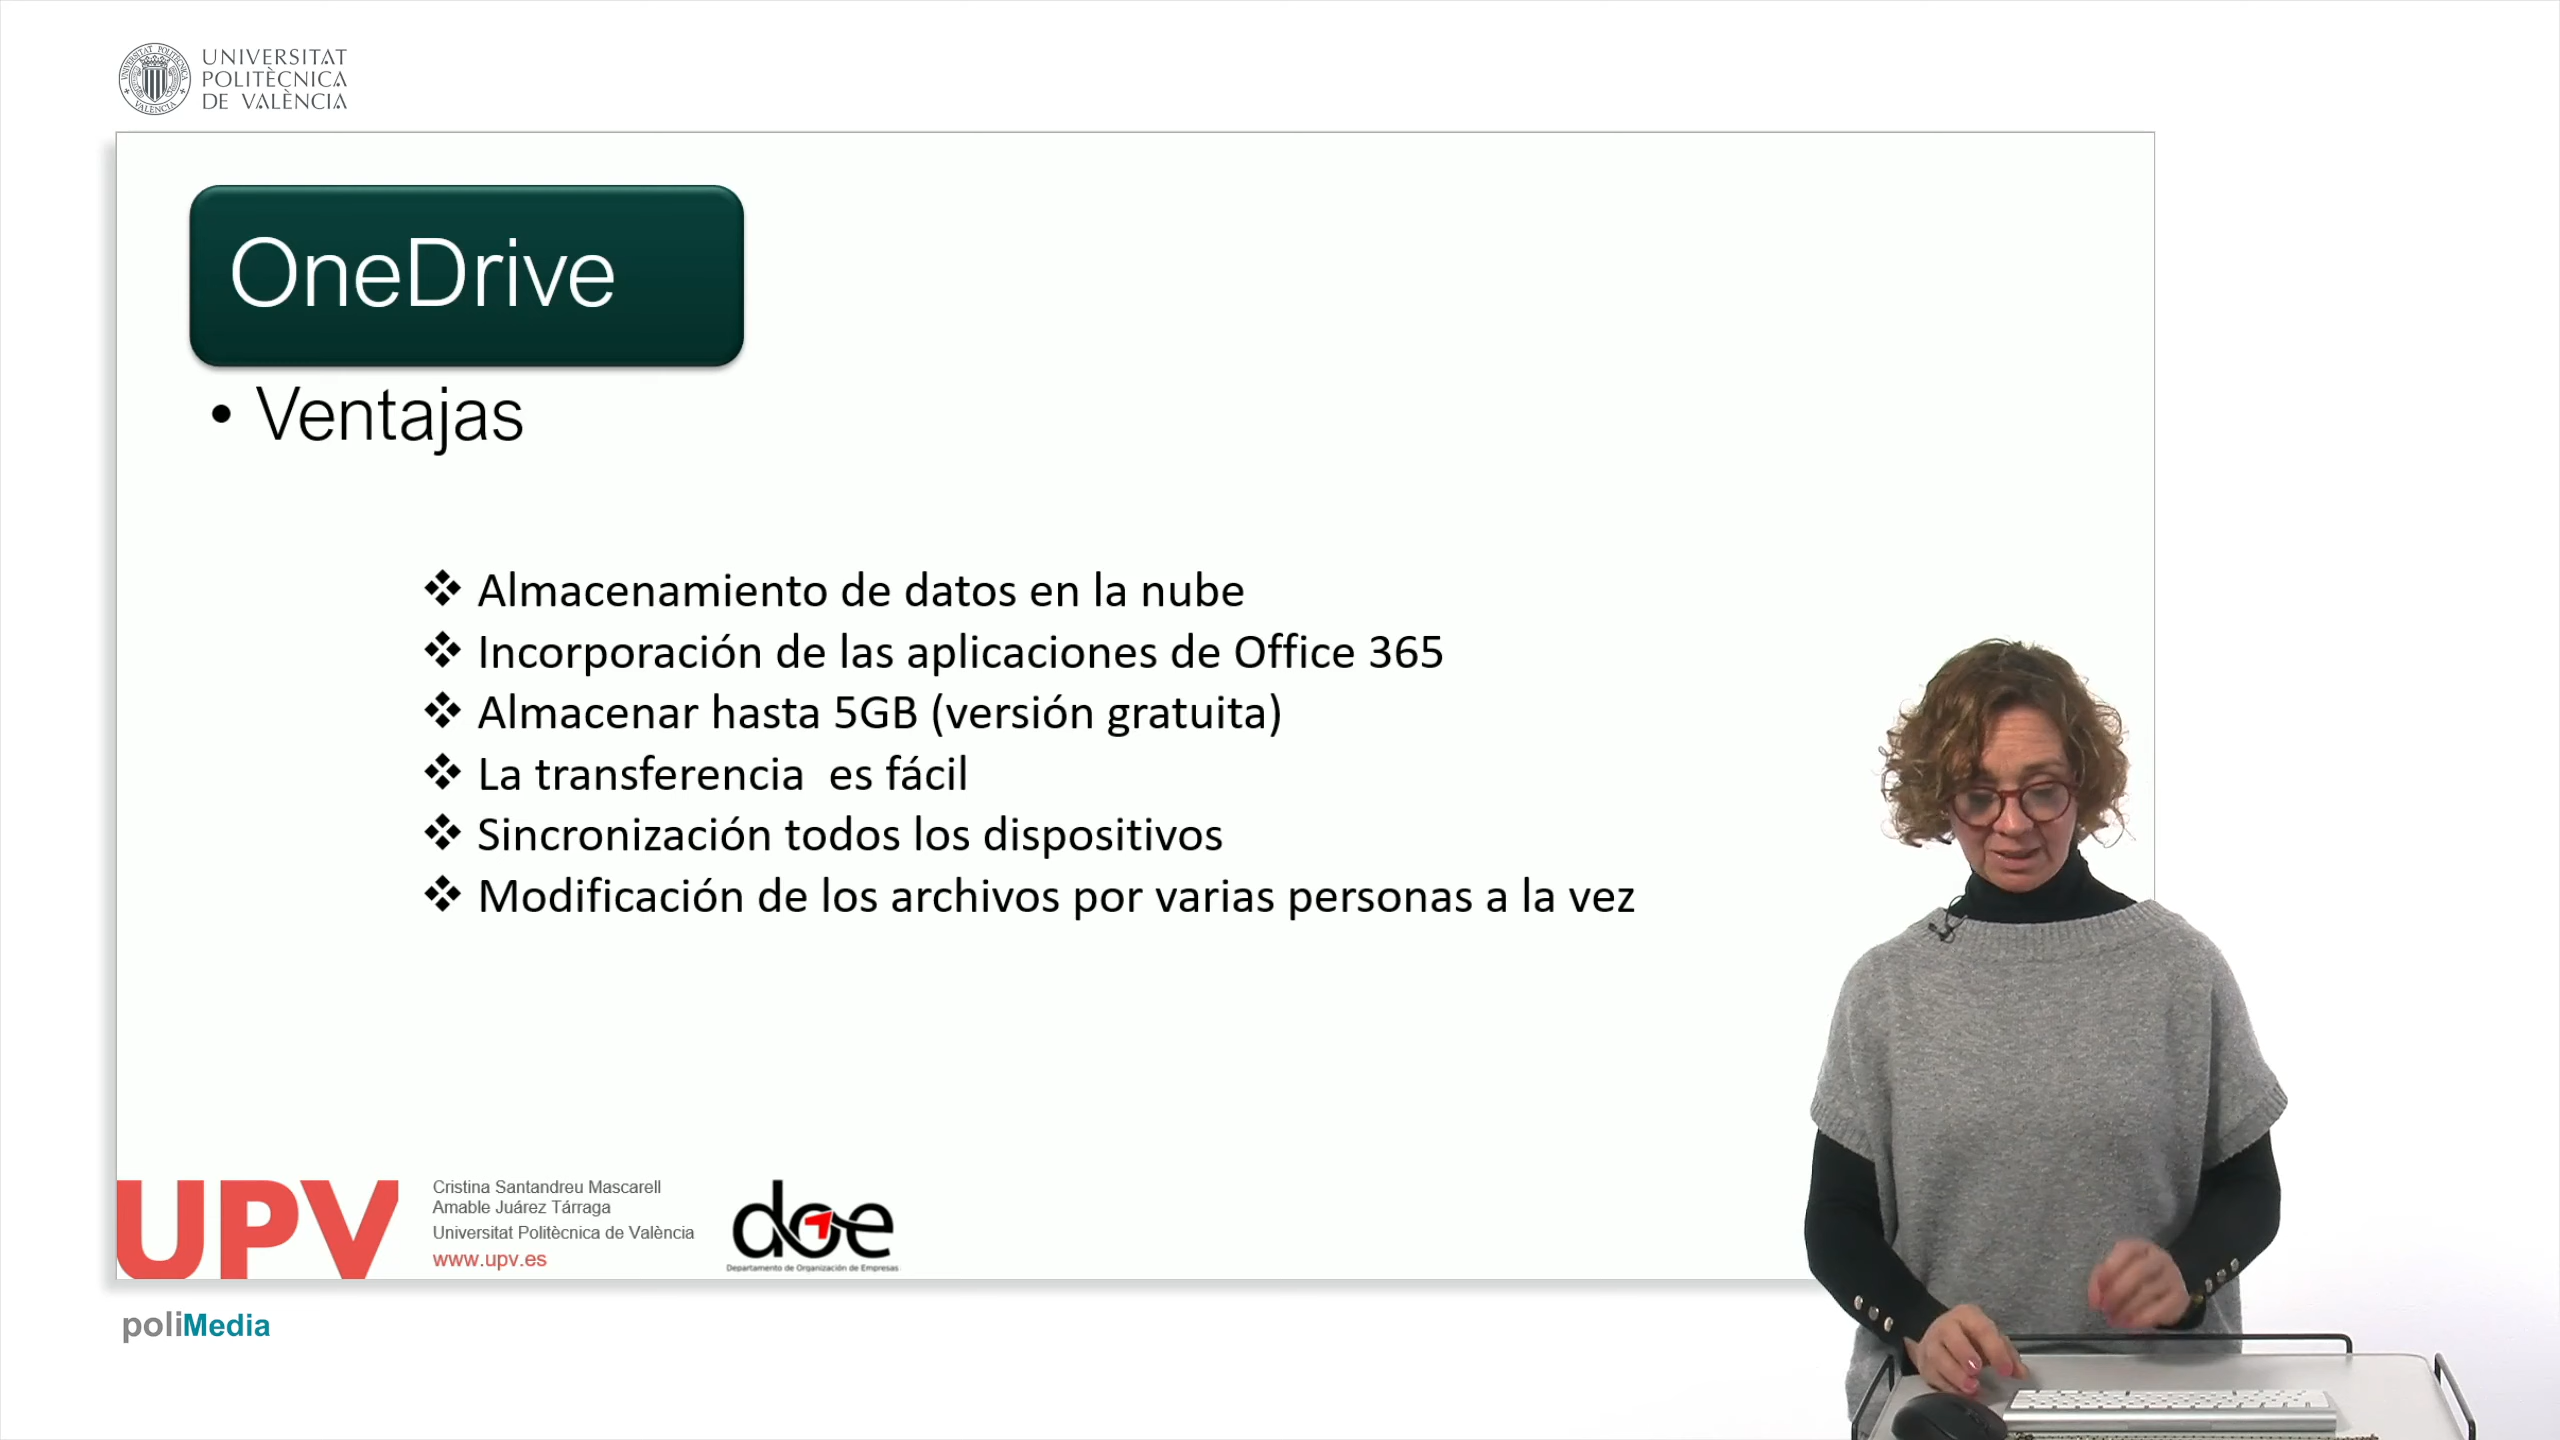 UNIVERSITAT
POLITÈCNICA
DE VALÈNCIA
OneDrive
• Ventajas
❖ Almacenamiento de datos en la nube
❖ Incorporación de las aplicaciones de Office 365
❖ Almacenar hasta 5GB (versión gratuita)
❖ La transferencia  es fácil
❖ Sincronización todos los dispositivos
❖ Modificación de los archivos por varias personas a la vez
UPV
Cristina Santandreu Mascarell
Amable Juárez Tárraga
Universitat Politècnica de València
www.upv.es
doe
Departamento de Organización de Empresas
poliMedia